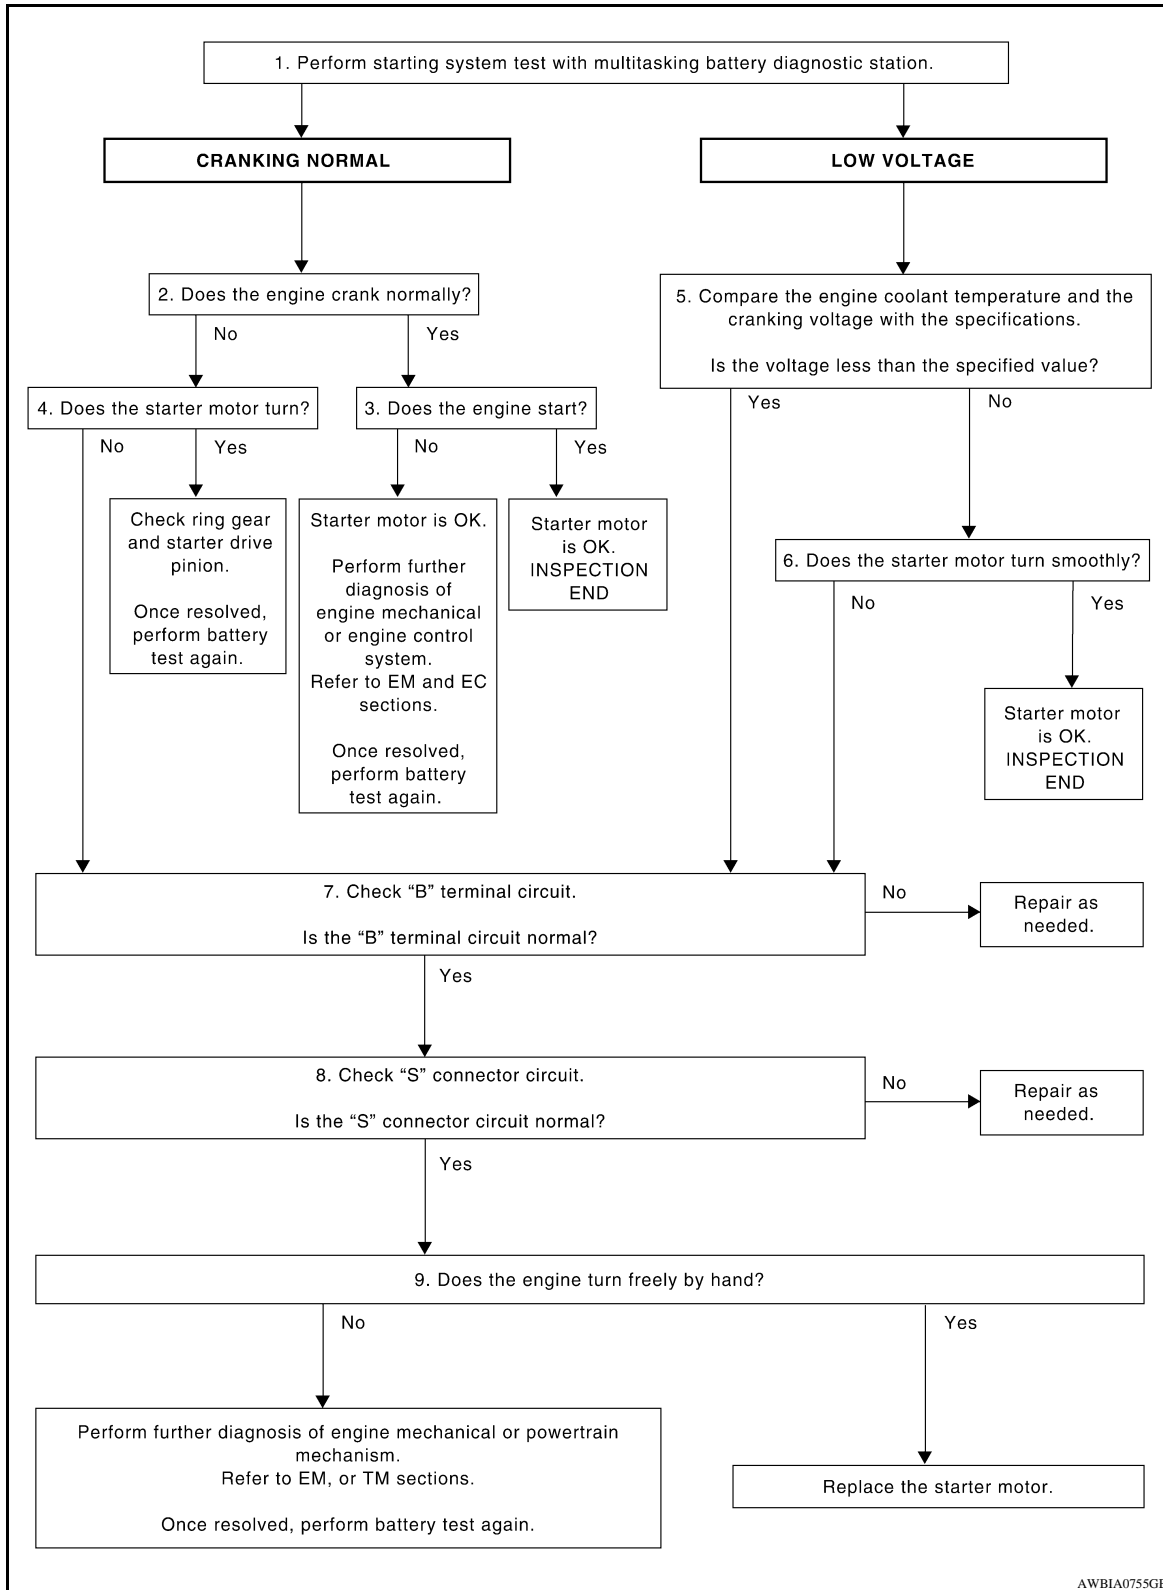 1. Perform starting system test with multitasking battery diagnostic station.
CRANKING NORMAL
LOW VOLTAGE
2. Does the engine crank normally?
5. Compare the engine coolant temperature and the
cranking voltage with the specifications.
Is the voltage less than the specified value?
No
Yes
4. Does the starter motor turn?
3. Does the engine start?
Yes
No
No
Yes
No
Yes
Check ring gear
and starter drive
pinion.
Once resolved,
perform battery
test again.
Starter motor is OK.
Perform further
diagnosis of
engine mechanical
or engine control
system.
Refer to EM and EC
sections.
Once resolved,
perform battery
test again.
Starter motor
is OK.
INSPECTION
END
6. Does the starter motor turn smoothly?
No
Yes
Starter motor
is OK.
INSPECTION
END
7. Check “B” terminal circuit.
Is the “B” terminal circuit normal?
No
Repair as
needed.
Yes
8. Check “S” connector circuit.
Is the “S” connector circuit normal?
No
Repair as
needed.
Yes
9. Does the engine turn freely by hand?
No
Yes
Perform further diagnosis of engine mechanical or powertrain
mechanism.
Refer to EM, or TM sections.
Once resolved, perform battery test again.
Replace the starter motor.